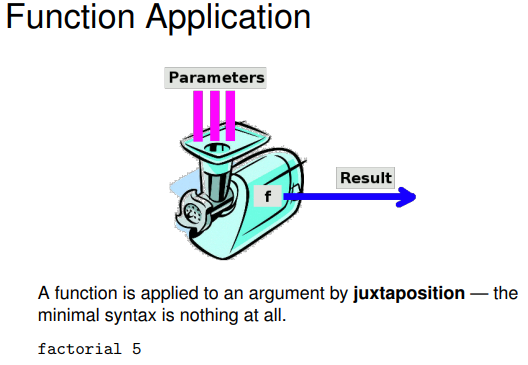 Function Application
Parameters
Result
f
A function is applied to an argument by juxtaposition — the
minimal syntax is nothing at all.
factorial 5